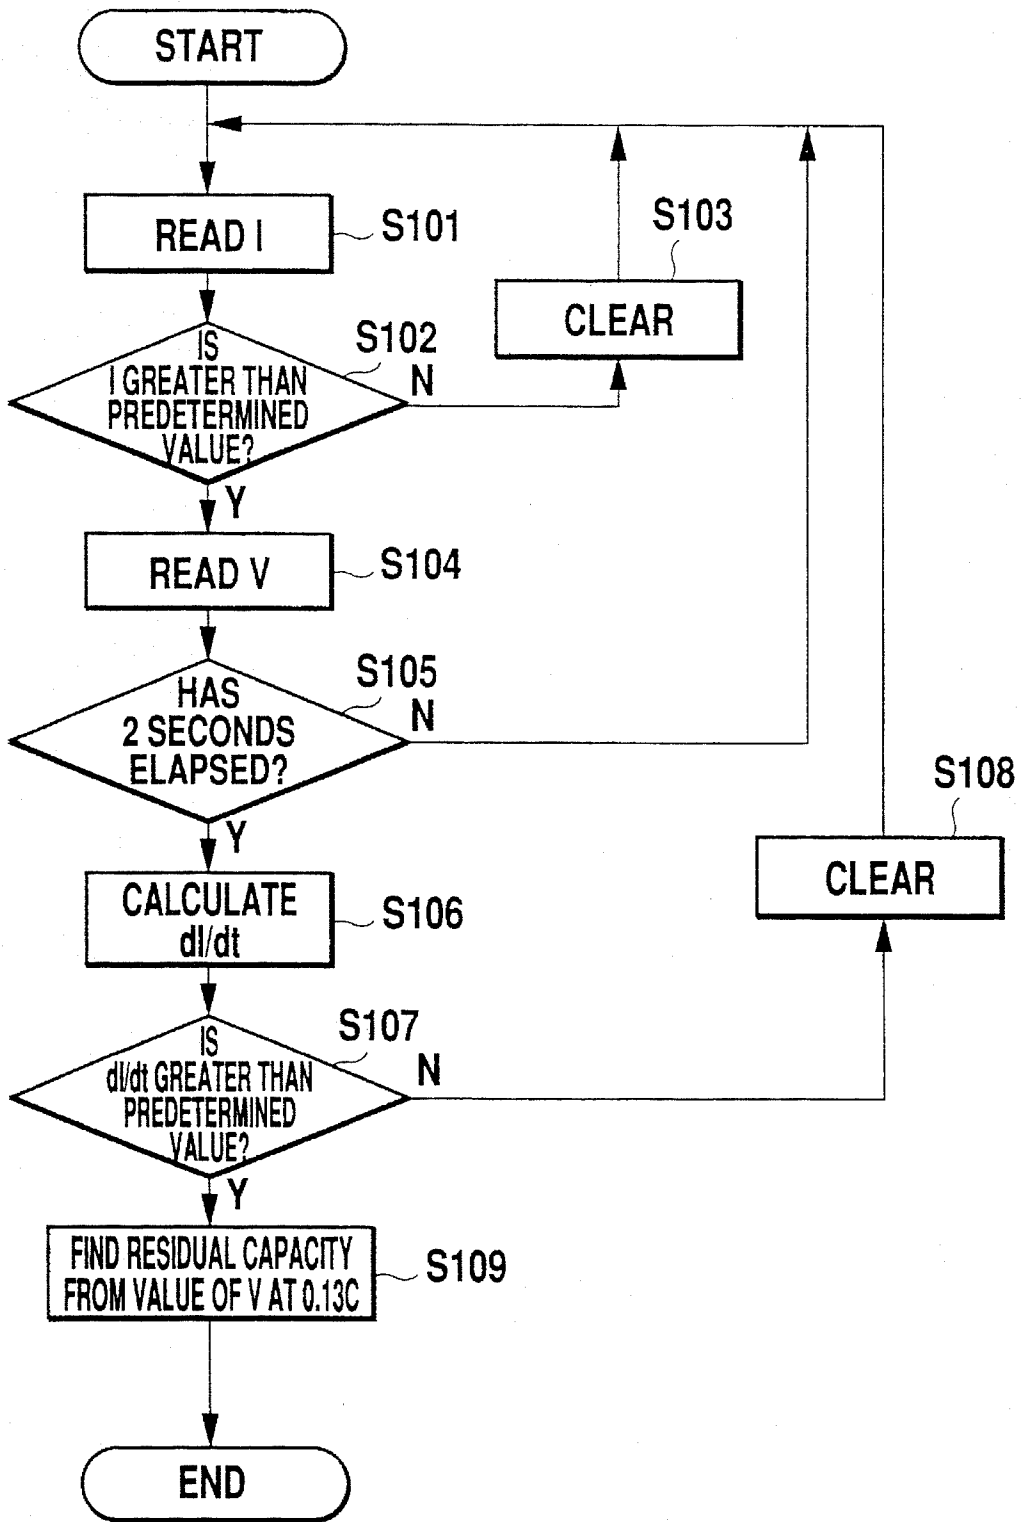 START
READ I
S101
S103
CLEAR
S102
IS
I GREATER THAN
PREDETERMINED
VALUE?
N
Y
READ V
S104
S105
HAS
2 SECONDS
ELAPSED?
N
Y
S108
CLEAR
CALCULATE
dI/dt
S106
S107
IS
dI/dt GREATER THAN
PREDETERMINED
VALUE?
N
Y
FIND RESIDUAL CAPACITY
FROM VALUE OF V AT 0.13C
S109
END